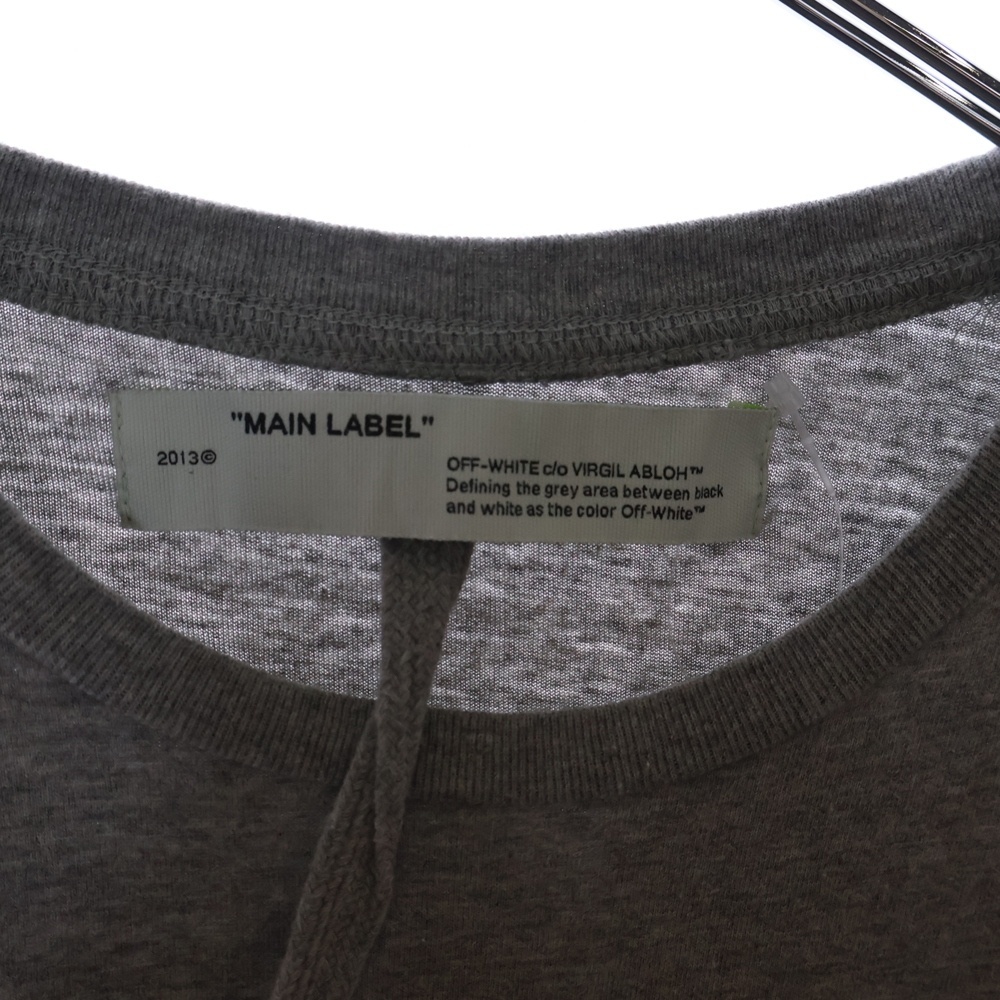 "MAIN LABEL"
2013©
OFF-WHITE c/o VIRGIL ABLOH™
Defining the grey area between black
and white as the color Off-White™